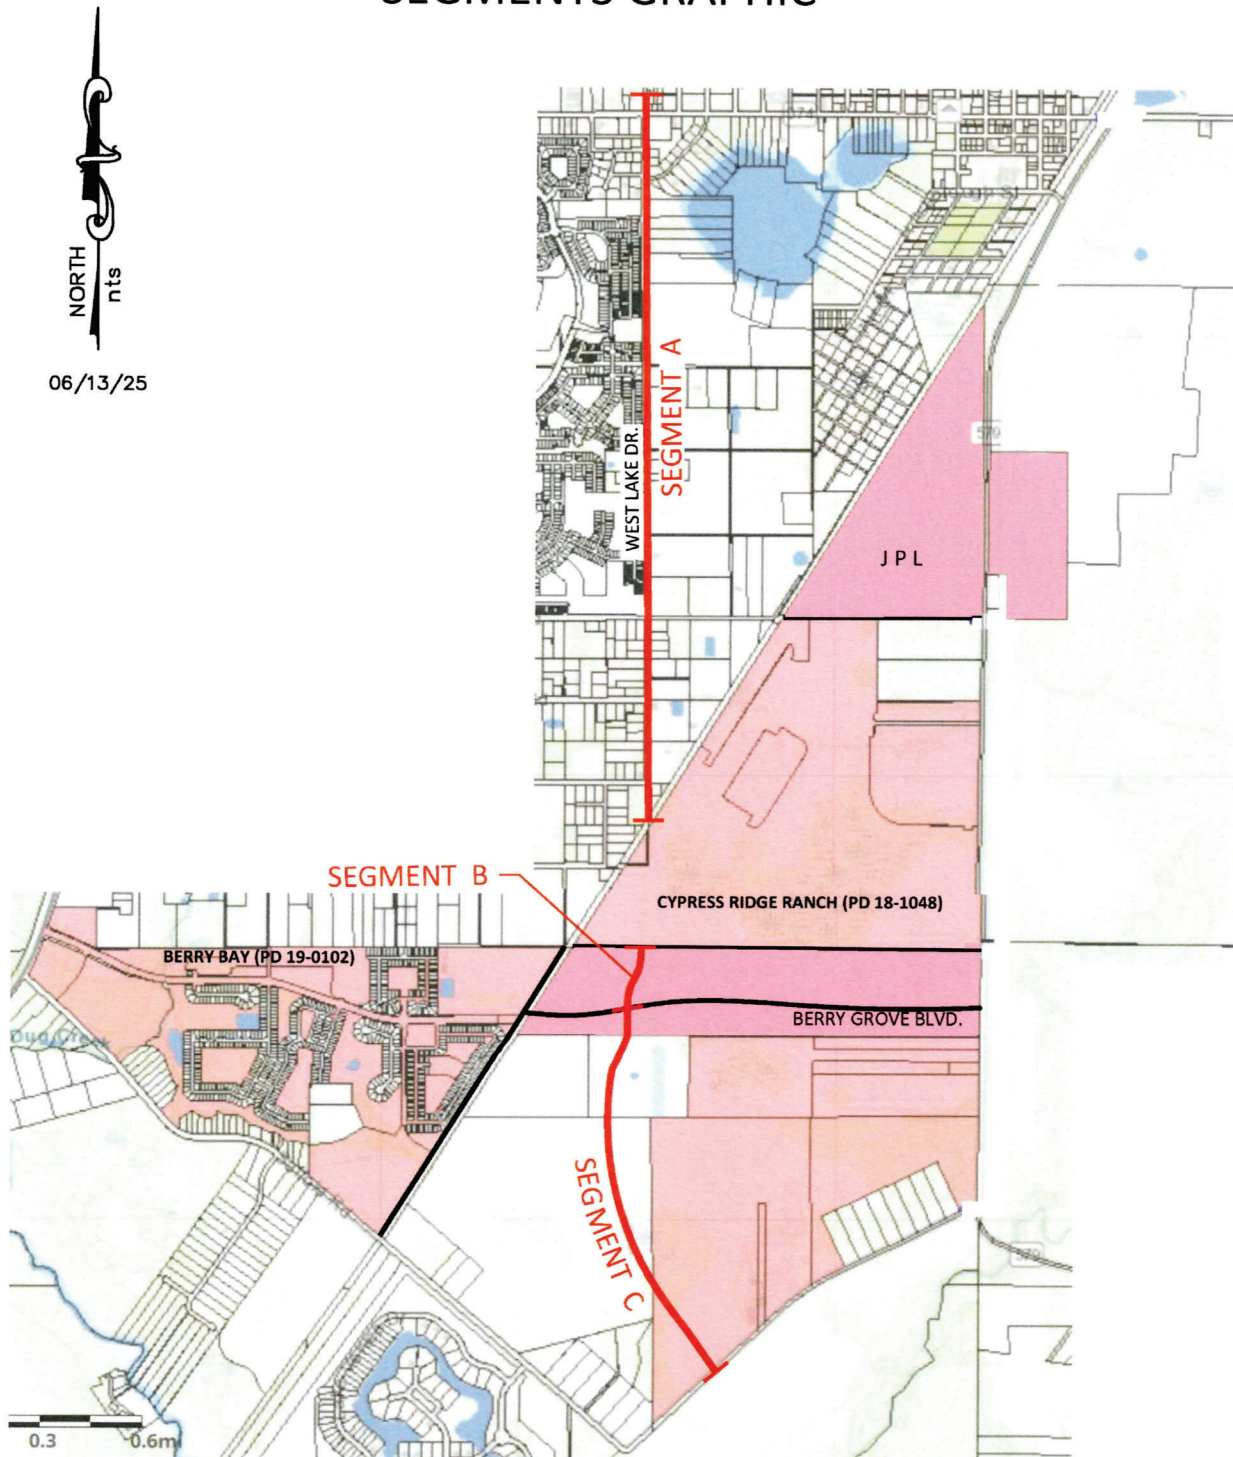 SEGMENTS GRAPHIC
NORTH
nts
06/13/25
674
WEST LAKE DR.
SEGMENT A
579
J P L
SEGMENT B
CYPRESS RIDGE RANCH (PD 18-1048)
BERRY BAY (PD 19-0102)
BERRY GROVE BLVD.
SEGMENT C
579
0.3
0.6mi